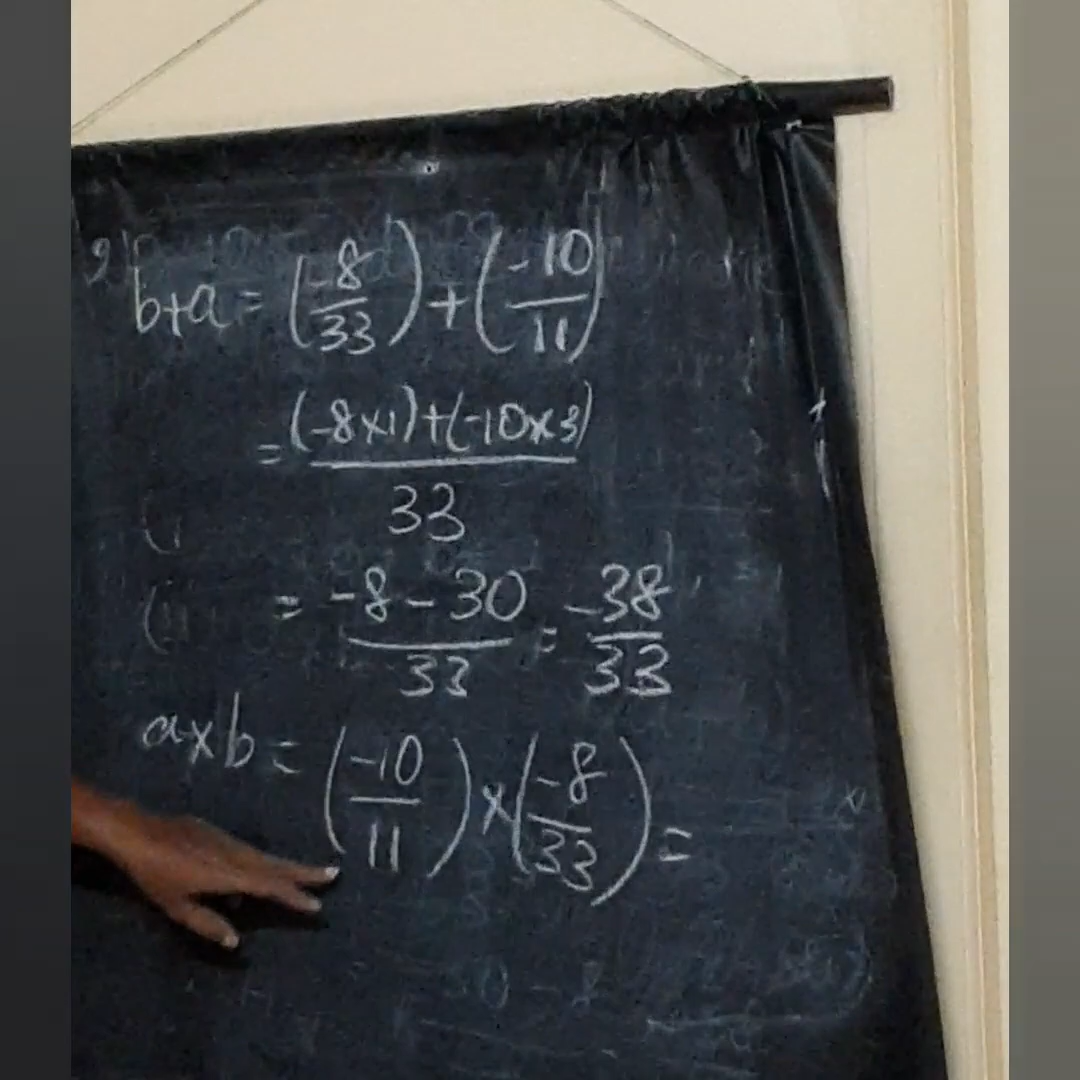 b+a = (-8/33) + (-10/11)
= (-8×1)+(-10×3)/33
= -8-30/33 = -38/33
a×b = (-10/11) × (-8/33) =